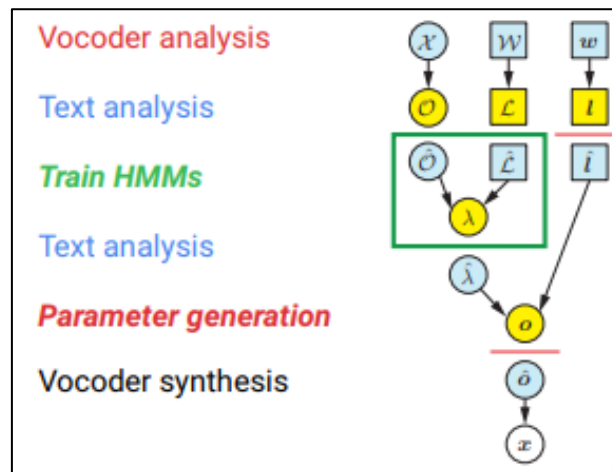 Vocoder analysis
𝒳 𝒲 w
Text analysis
𝒪 ℒ l
Train HMMs
𝒪̂ ℒ̂ l̂
λ
Text analysis
λ̂
Parameter generation
o
Vocoder synthesis
ô
x